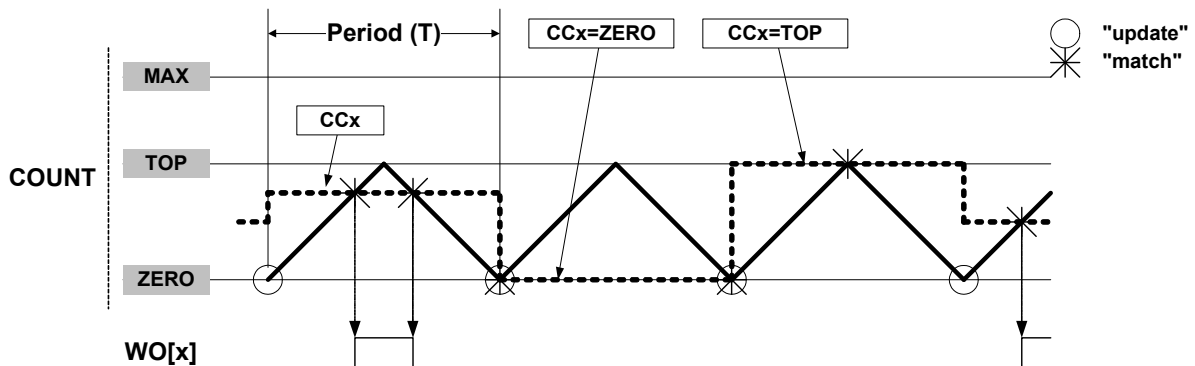 Period (T)
CCx=ZERO
CCx=TOP
"update"
"match"
MAX
CCx
TOP
COUNT
ZERO
WO[x]